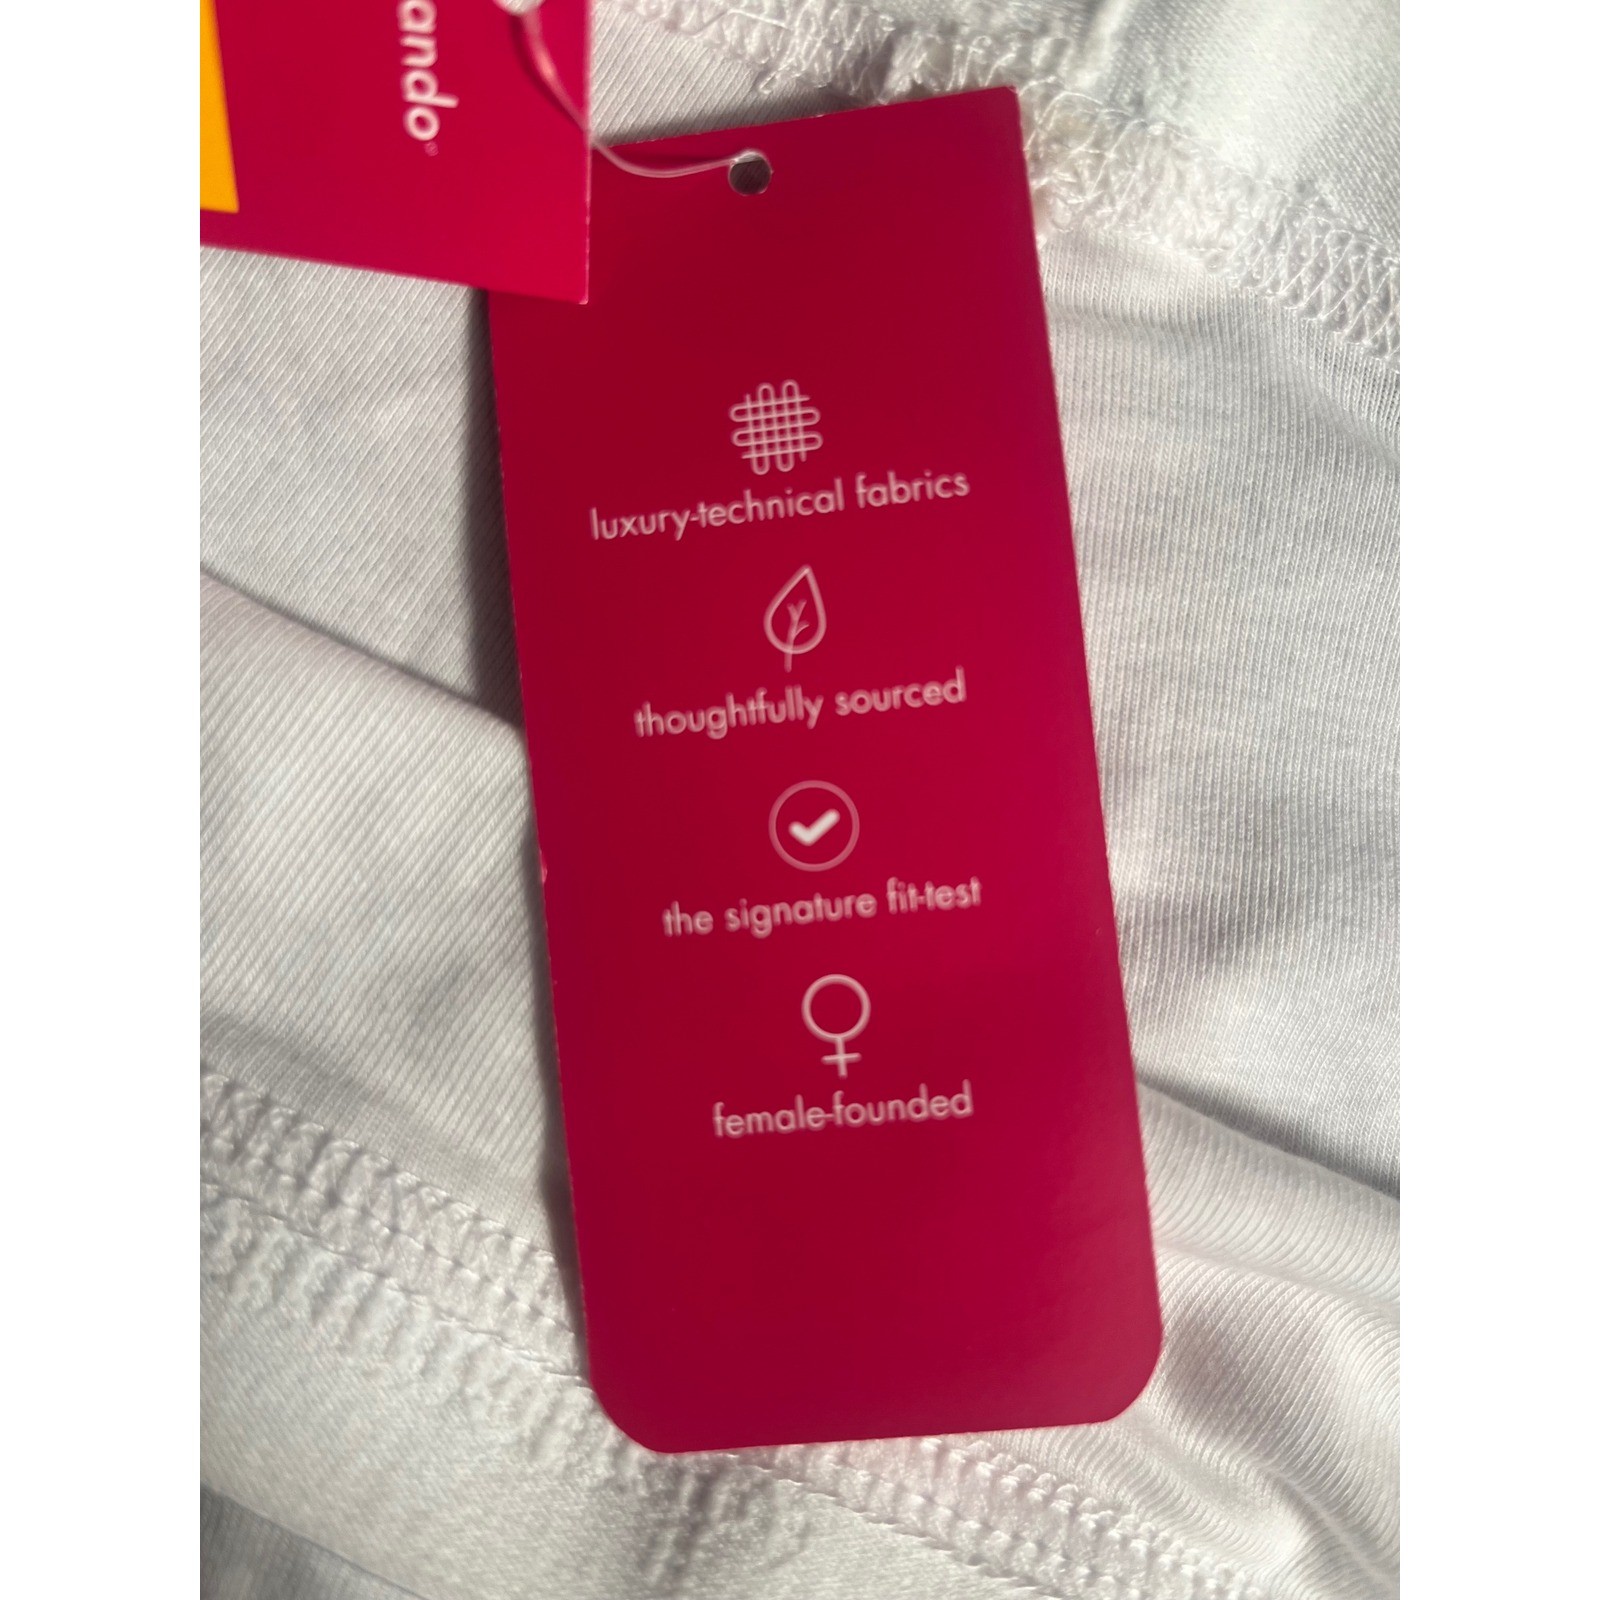 ando
luxury-technical fabrics
thoughtfully sourced
the signature fit-test
female-founded